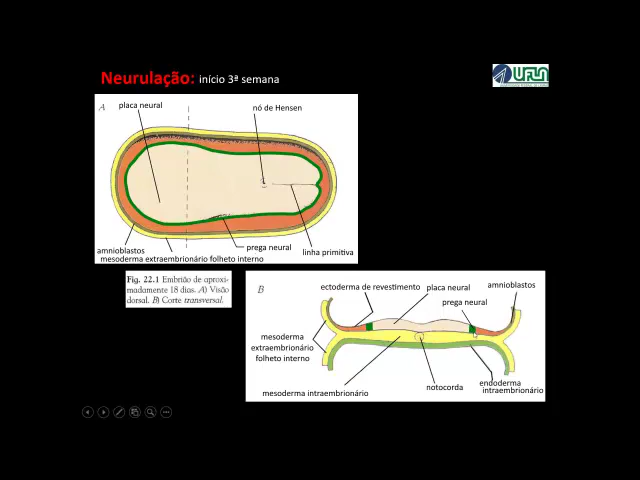 Neurulação: início 3ª semana
UFLA
A
placa neural
nó de Hensen
amnioblastos
mesoderma extraembrionário folheto interno
prega neural
linha primitiva
Fig. 22.1 Embrião de aproxi-
madamente 18 dias. A) Visão
dorsal. B) Corte transversal.
B
ectoderma de revestimento
placa neural
amnioblastos
prega neural
mesoderma
extraembrionário
folheto interno
mesoderma intraembrionário
notocorda
endoderma
intraembrionário